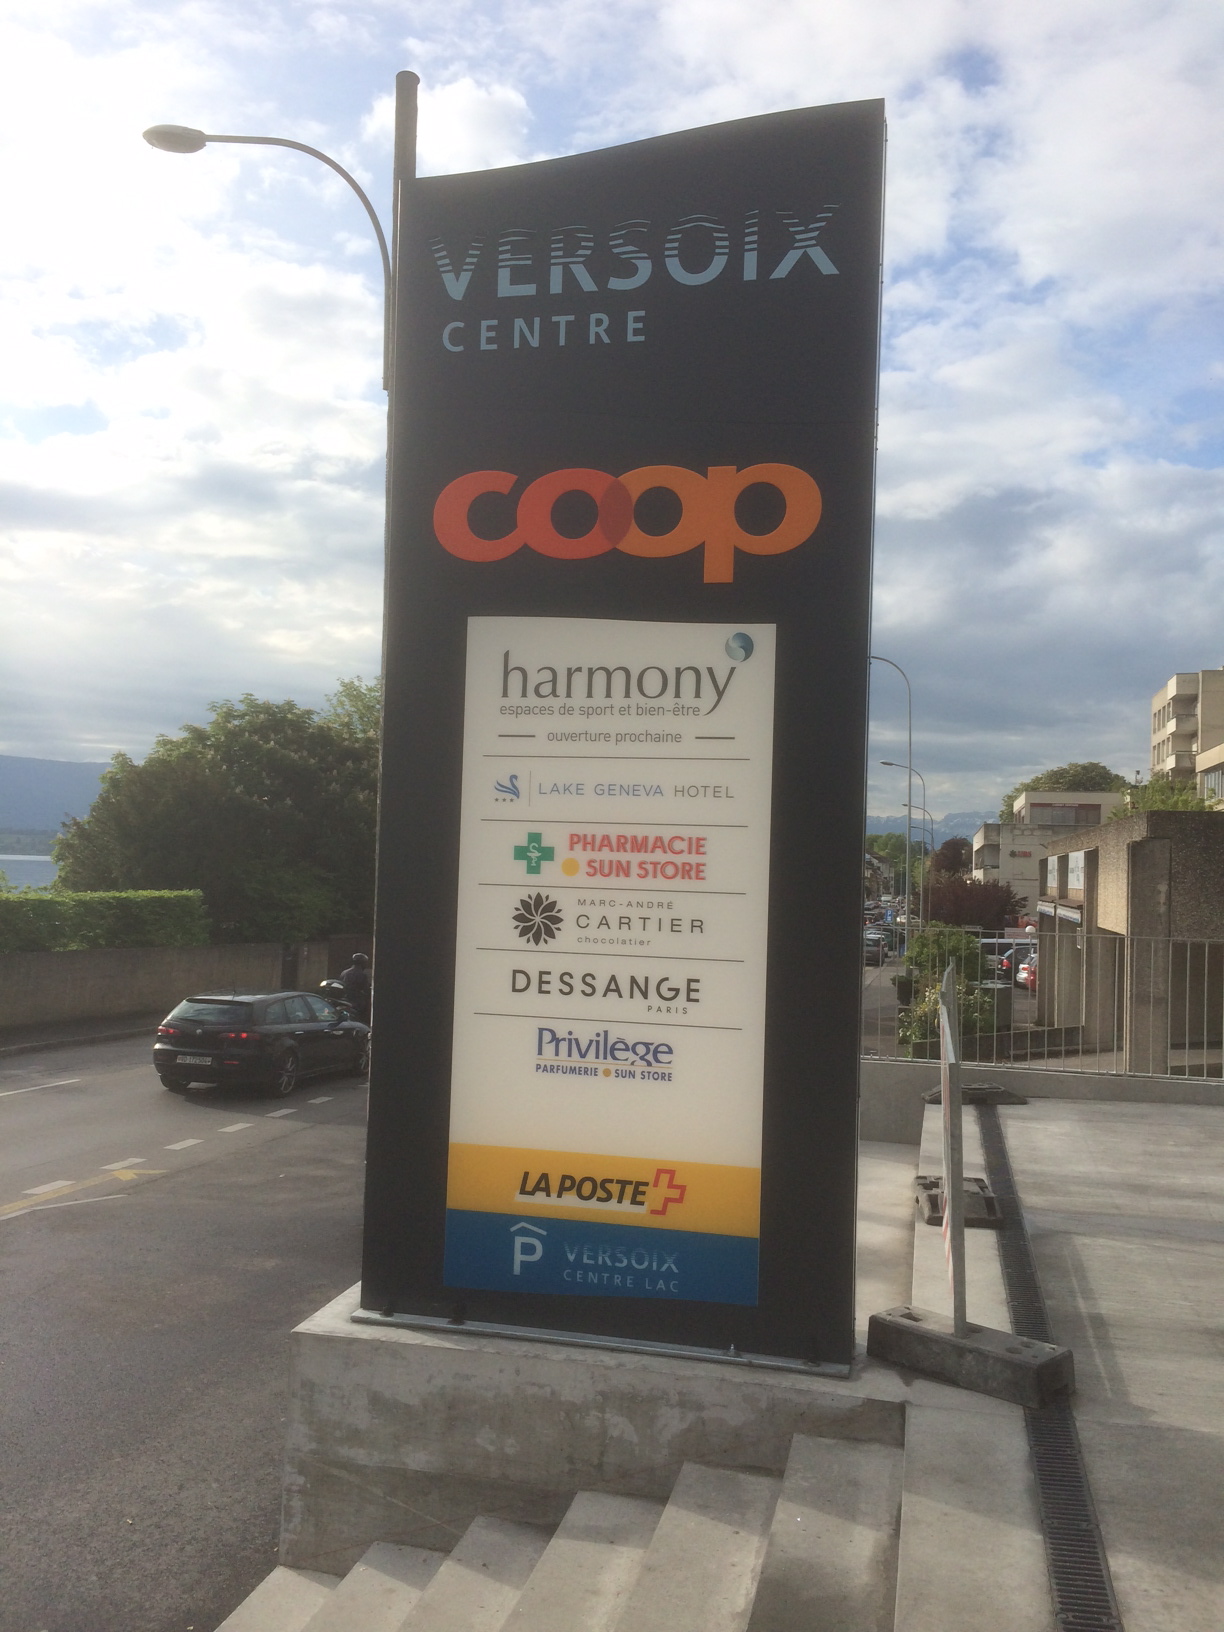 VERSOIX
CENTRE
coop
harmony
espaces de sport et bien-être
ouverture prochaine
LAKE GENEVA HOTEL
PHARMACIE
SUN STORE
MARC-ANDRÉ
CARTIER
chocolatier
DESSANGE
PARIS
Privilège
PARFUMERIE SUN STORE
LA POSTE
P VERSOIX
CENTRE LAC